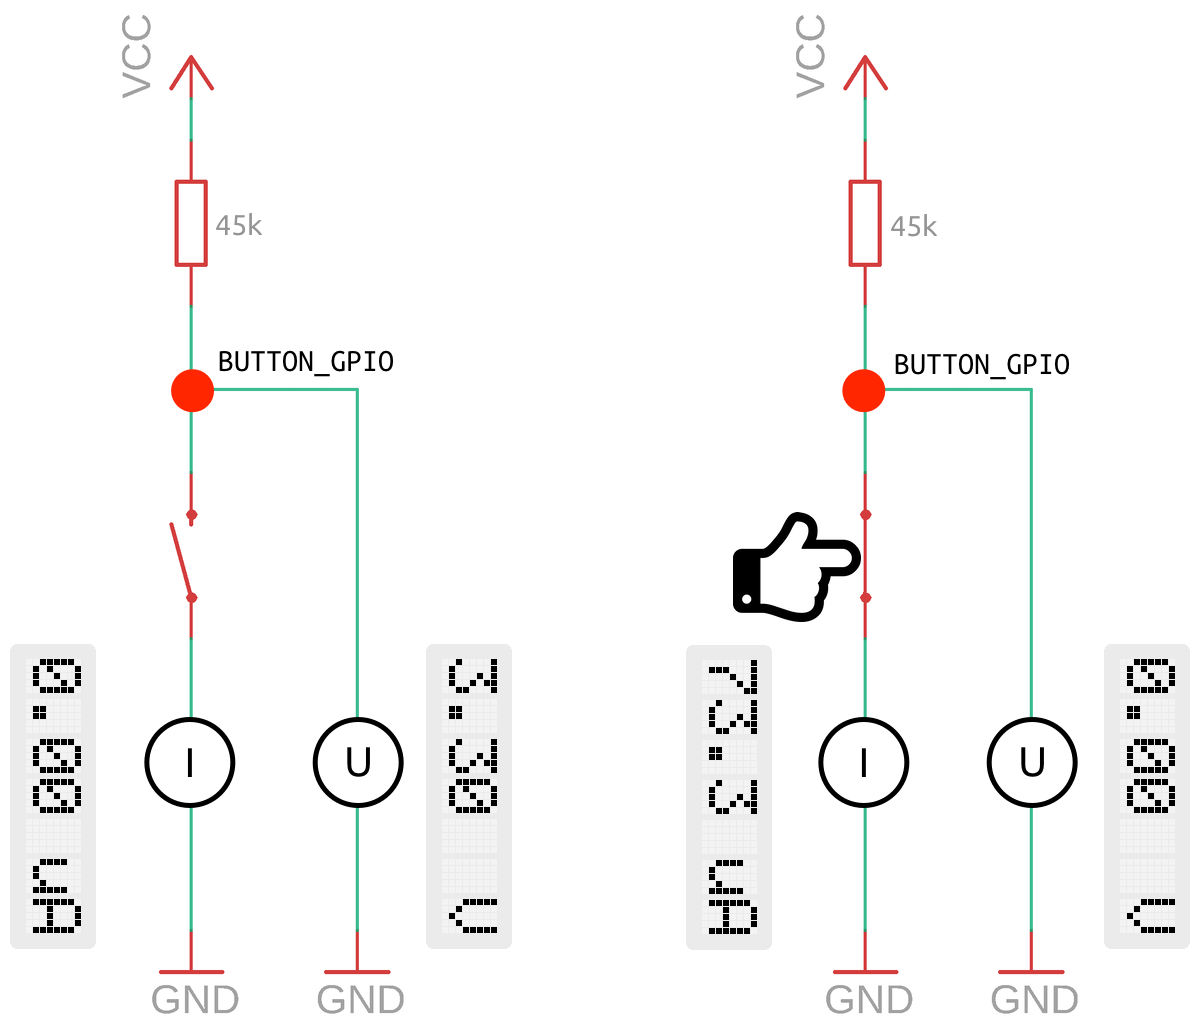 VCC
45k
BUTTON_GPIO
0.00 uA
I
3.30 V
U
GND
GND
VCC
45k
BUTTON_GPIO
73.3 uA
I
0.00 V
U
GND
GND